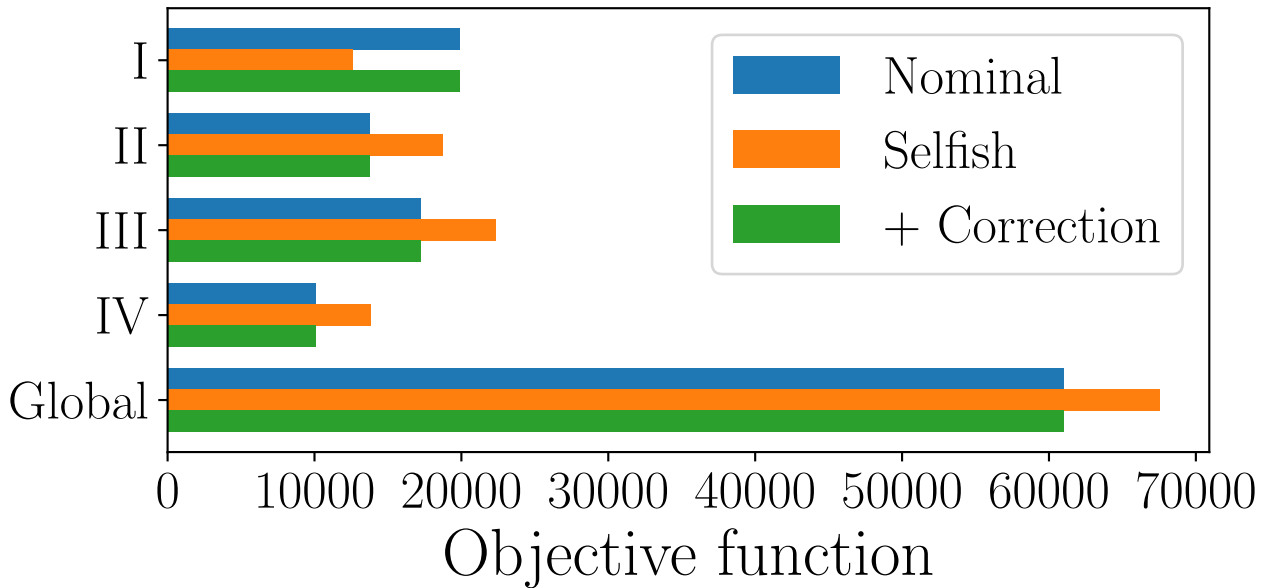 I
II
III
IV
Global
Nominal
Selfish
+ Correction
0 10000 20000 30000 40000 50000 60000 70000
Objective function